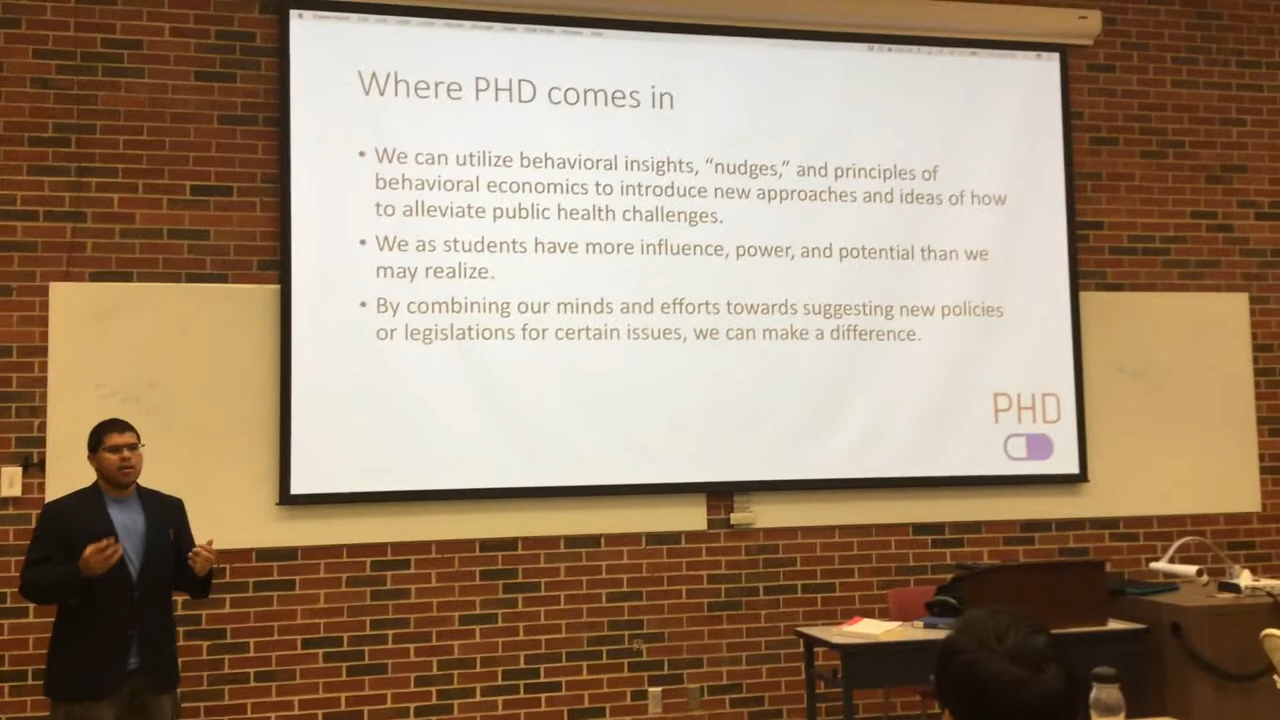 Where PHD comes in
• We can utilize behavioral insights, “nudges,” and principles of
behavioral economics to introduce new approaches and ideas of how
to alleviate public health challenges.
• We as students have more influence, power, and potential than we
may realize.
• By combining our minds and efforts towards suggesting new policies
or legislations for certain issues, we can make a difference.
PHD